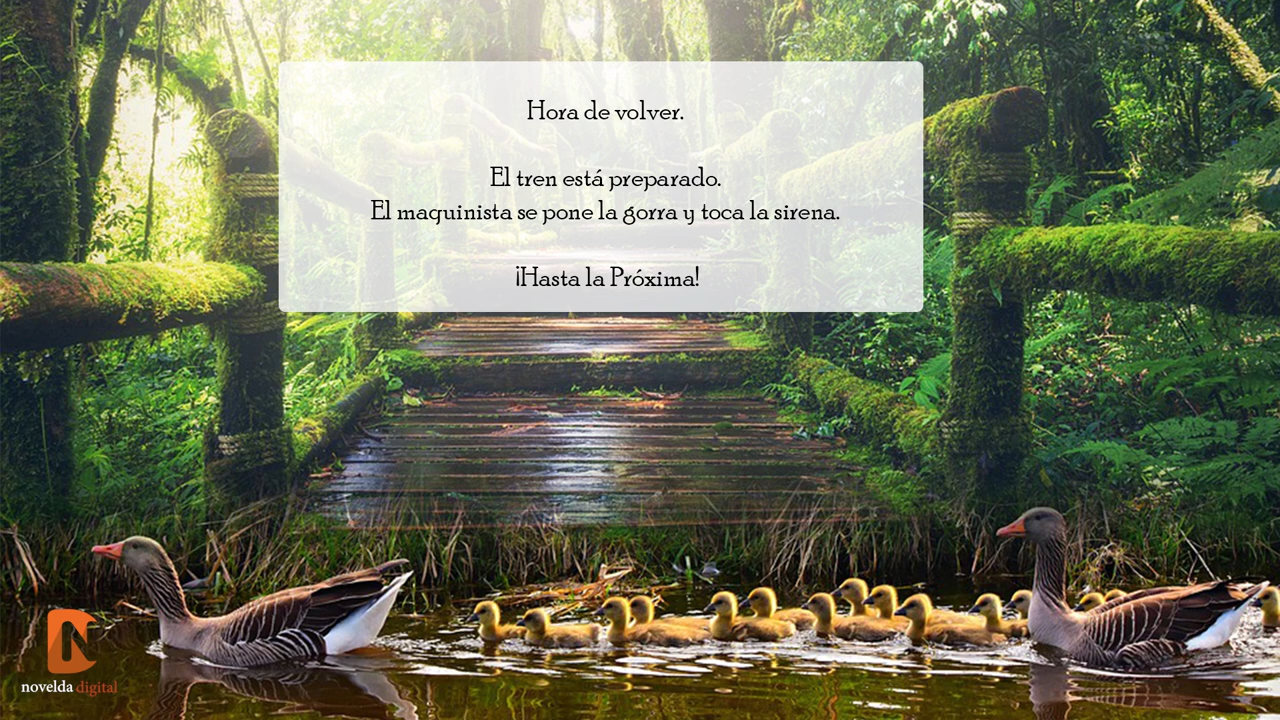 Hora de volver.
El tren está preparado.
El maquinista se pone la gorra y toca la sirena.
¡Hasta la Próxima!
novelda digital